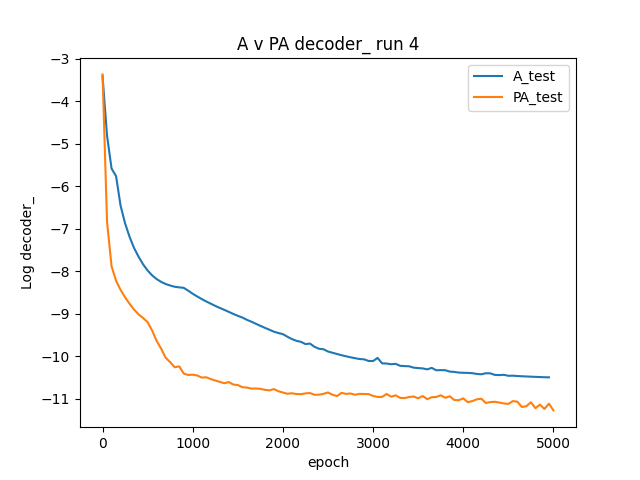 A v PA decoder_ run 4
A_test
PA_test
Log decoder_
−3
−4
−5
−6
−7
−8
−9
−10
−11
0 1000 2000 3000 4000 5000
epoch